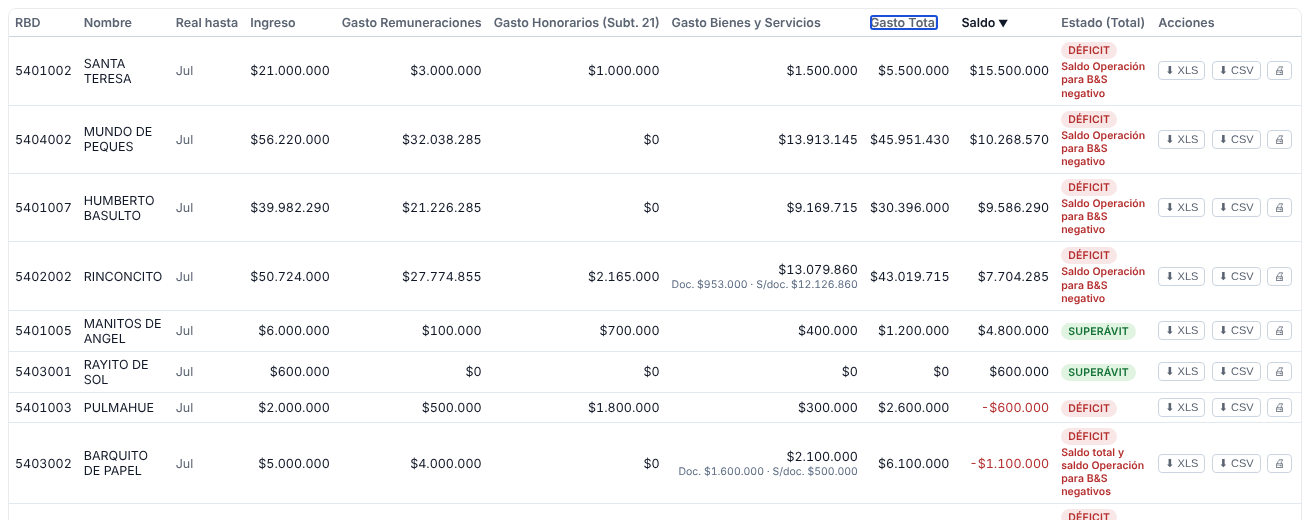 RBD Nombre Real hasta Ingreso Gasto Remuneraciones Gasto Honorarios (Subt. 21) Gasto Bienes y Servicios Gasto Total Saldo ▼ Estado (Total) Acciones
5401002 SANTA TERESA Jul $21.000.000 $3.000.000 $1.000.000 $1.500.000 $5.500.000 $15.500.000 DÉFICIT Saldo Operación para B&S negativo ⬇ XLS ⬇ CSV
5404002 MUNDO DE PEQUES Jul $56.220.000 $32.038.285 $0 $13.913.145 $45.951.430 $10.268.570 DÉFICIT Saldo Operación para B&S negativo ⬇ XLS ⬇ CSV
5401007 HUMBERTO BASULTO Jul $39.982.290 $21.226.285 $0 $9.169.715 $30.396.000 $9.586.290 DÉFICIT Saldo Operación para B&S negativo ⬇ XLS ⬇ CSV
5402002 RINCONCITO Jul $50.724.000 $27.774.855 $2.165.000 $13.079.860 Doc. $953.000 · S/doc. $12.126.860 $43.019.715 $7.704.285 DÉFICIT Saldo Operación para B&S negativo ⬇ XLS ⬇ CSV
5401005 MANITOS DE ANGEL Jul $6.000.000 $100.000 $700.000 $400.000 $1.200.000 $4.800.000 SUPERÁVIT ⬇ XLS ⬇ CSV
5403001 RAYITO DE SOL Jul $600.000 $0 $0 $0 $0 $600.000 SUPERÁVIT ⬇ XLS ⬇ CSV
5401003 PULMAHUE Jul $2.000.000 $500.000 $1.800.000 $300.000 $2.600.000 -$600.000 DÉFICIT ⬇ XLS ⬇ CSV
5403002 BARQUITO DE PAPEL Jul $5.000.000 $4.000.000 $0 $2.100.000 Doc. $1.600.000 · S/doc. $500.000 $6.100.000 -$1.100.000 DÉFICIT Saldo total y saldo Operación para B&S negativos ⬇ XLS ⬇ CSV
DÉFICIT